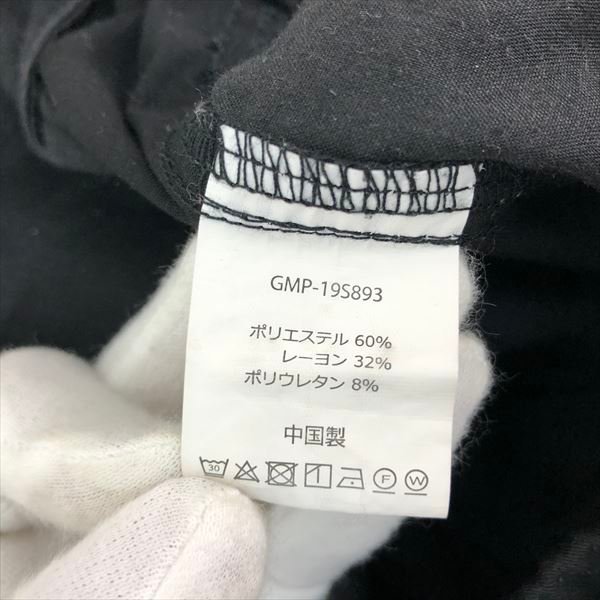 GMP-19S893
ポリエステル 60%
レーヨン 32%
ポリウレタン 8%
中国製
30 F W